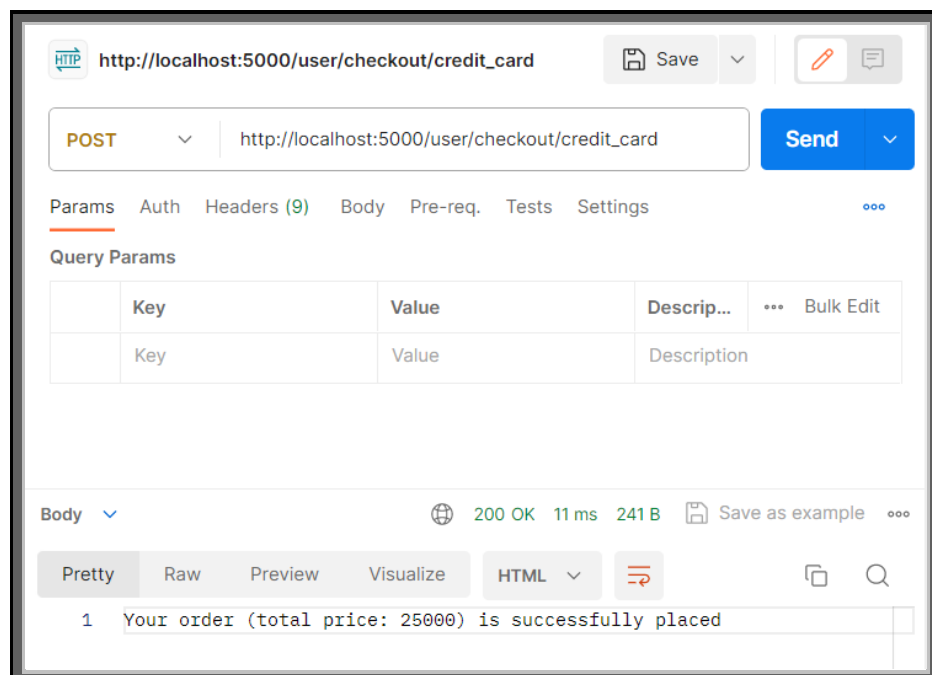 HTTP http://localhost:5000/user/checkout/credit_card Save
POST http://localhost:5000/user/checkout/credit_card Send
Params Auth Headers (9) Body Pre-req. Tests Settings
Query Params
Key Value Descrip... Bulk Edit
Key Value Description
Body 200 OK 11 ms 241 B Save as example
Pretty Raw Preview Visualize HTML
1 Your order (total price: 25000) is successfully placed